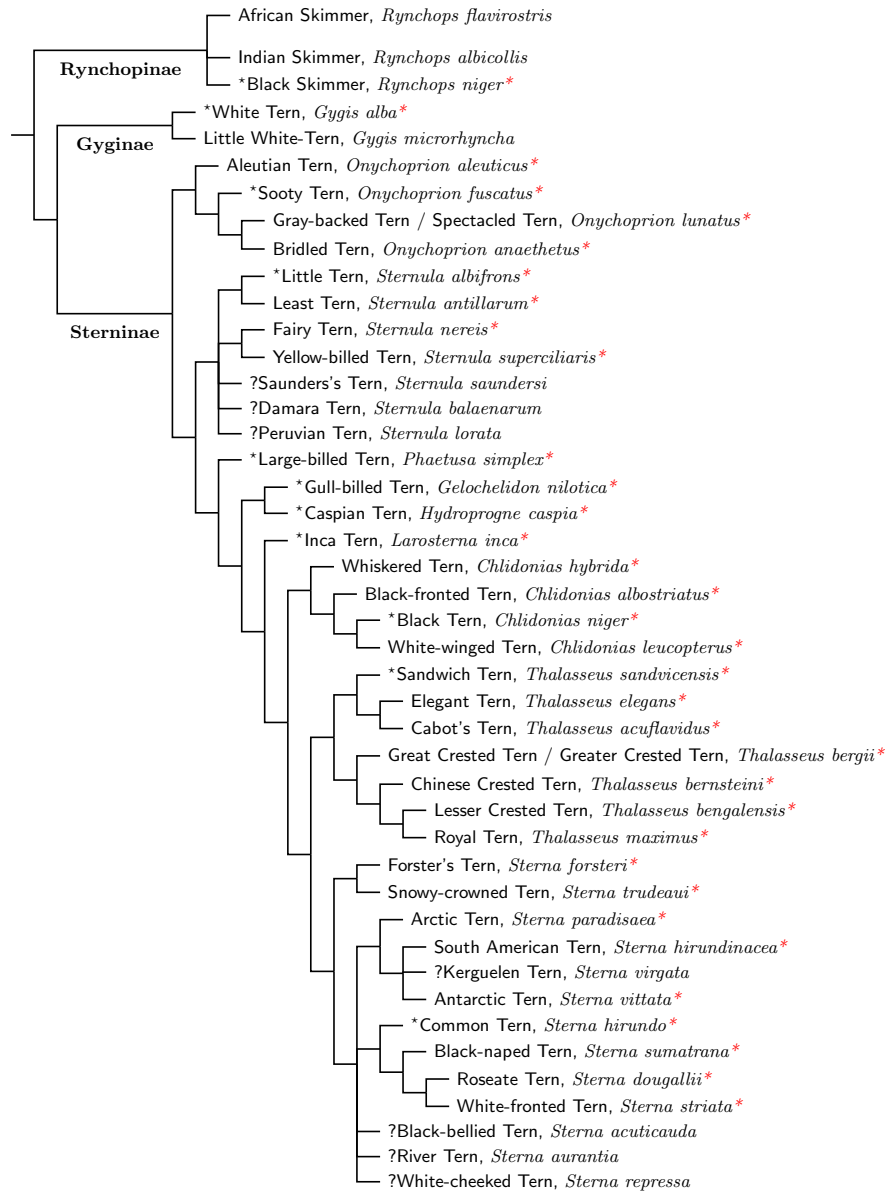 African Skimmer, Rynchops flavirostris
Rynchopinae
Indian Skimmer, Rynchops albicollis
*Black Skimmer, Rynchops niger*
*White Tern, Gygis alba*
Gyginae
Little White-Tern, Gygis microrhyncha
Aleutian Tern, Onychoprion aleuticus*
*Sooty Tern, Onychoprion fuscatus*
Gray-backed Tern / Spectacled Tern, Onychoprion lunatus*
Bridled Tern, Onychoprion anaethetus*
*Little Tern, Sternula albifrons*
Least Tern, Sternula antillarum*
Sterninae
Fairy Tern, Sternula nereis*
Yellow-billed Tern, Sternula superciliaris*
?Saunders's Tern, Sternula saundersi
?Damara Tern, Sternula balaenarum
?Peruvian Tern, Sternula lorata
*Large-billed Tern, Phaetusa simplex*
*Gull-billed Tern, Gelochelidon nilotica*
*Caspian Tern, Hydroprogne caspia*
*Inca Tern, Larosterna inca*
Whiskered Tern, Chlidonias hybrida*
Black-fronted Tern, Chlidonias albostriatus*
*Black Tern, Chlidonias niger*
White-winged Tern, Chlidonias leucopterus*
*Sandwich Tern, Thalasseus sandvicensis*
Elegant Tern, Thalasseus elegans*
Cabot's Tern, Thalasseus acuflavidus*
Great Crested Tern / Greater Crested Tern, Thalasseus bergii*
Chinese Crested Tern, Thalasseus bernsteini*
Lesser Crested Tern, Thalasseus bengalensis*
Royal Tern, Thalasseus maximus*
Forster's Tern, Sterna forsteri*
Snowy-crowned Tern, Sterna trudeaui*
Arctic Tern, Sterna paradisaea*
South American Tern, Sterna hirundinacea*
?Kerguelen Tern, Sterna virgata
Antarctic Tern, Sterna vittata*
*Common Tern, Sterna hirundo*
Black-naped Tern, Sterna sumatrana*
Roseate Tern, Sterna dougallii*
White-fronted Tern, Sterna striata*
?Black-bellied Tern, Sterna acuticauda
?River Tern, Sterna aurantia
?White-cheeked Tern, Sterna repressa